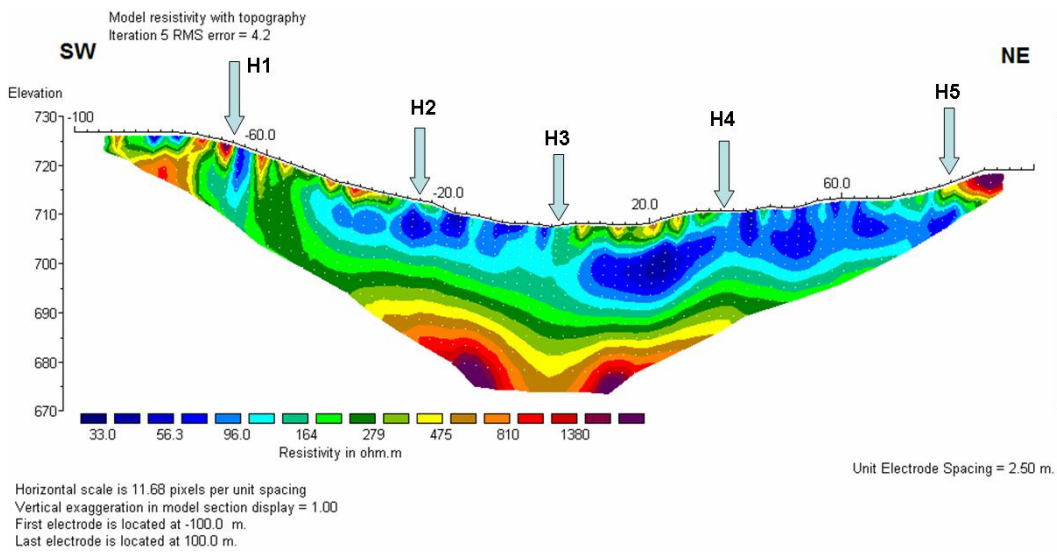 Model resistivity with topography
Iteration 5 RMS error = 4.2
SW
NE
H1
H2
H3
H4
H5
Elevation
730
720
710
700
690
680
670
-100
-60.0
-20.0
20.0
60.0
33.0 56.3 96.0 164 279 475 810 1380
Resistivity in ohm.m
Unit Electrode Spacing = 2.50 m.
Horizontal scale is 11.68 pixels per unit spacing
Vertical exaggeration in model section display = 1.00
First electrode is located at -100.0 m.
Last electrode is located at 100.0 m.